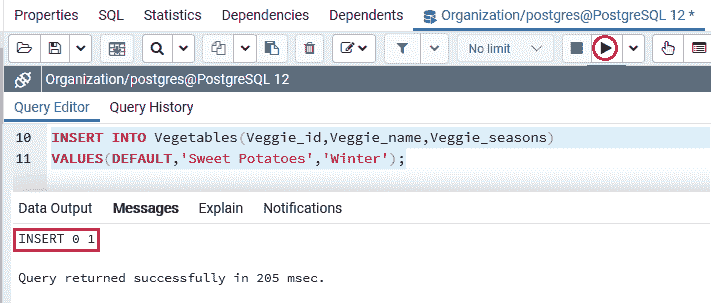 Properties SQL Statistics Dependencies Dependents Organization/postgres@PostgreSQL 12 *
No limit
Organization/postgres@PostgreSQL 12
Query Editor Query History
10 INSERT INTO Vegetables(Veggie_id,Veggie_name,Veggie_seasons)
11 VALUES(DEFAULT,'Sweet Potatoes','Winter');
Data Output Messages Explain Notifications
INSERT 0 1
Query returned successfully in 205 msec.